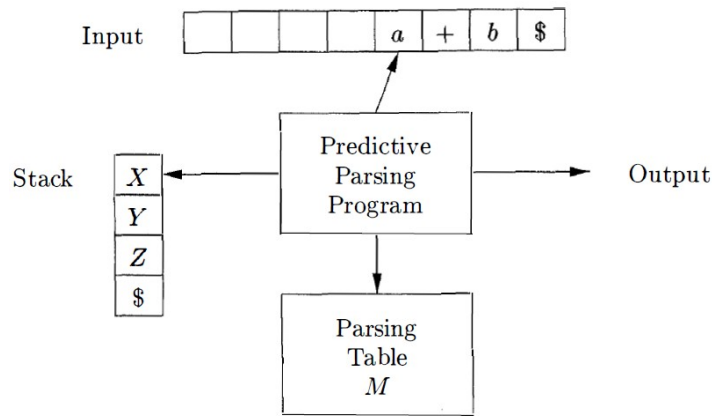 Input a + b $
Predictive
Parsing
Program
Stack X
Y
Z
$
Output
Parsing
Table
M